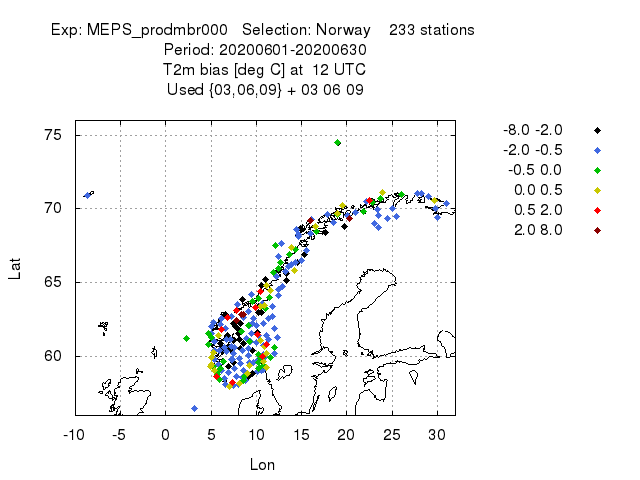 Exp: MEPS_prodmbr000 Selection: Norway 233 stations
Period: 20200601-20200630
T2m bias [deg C] at 12 UTC
Used {03,06,09} + 03 06 09
75
70
65
60
Lat
-10 -5 0 5 10 15 20 25 30
Lon
-8.0 -2.0
-2.0 -0.5
-0.5 0.0
0.0 0.5
0.5 2.0
2.0 8.0